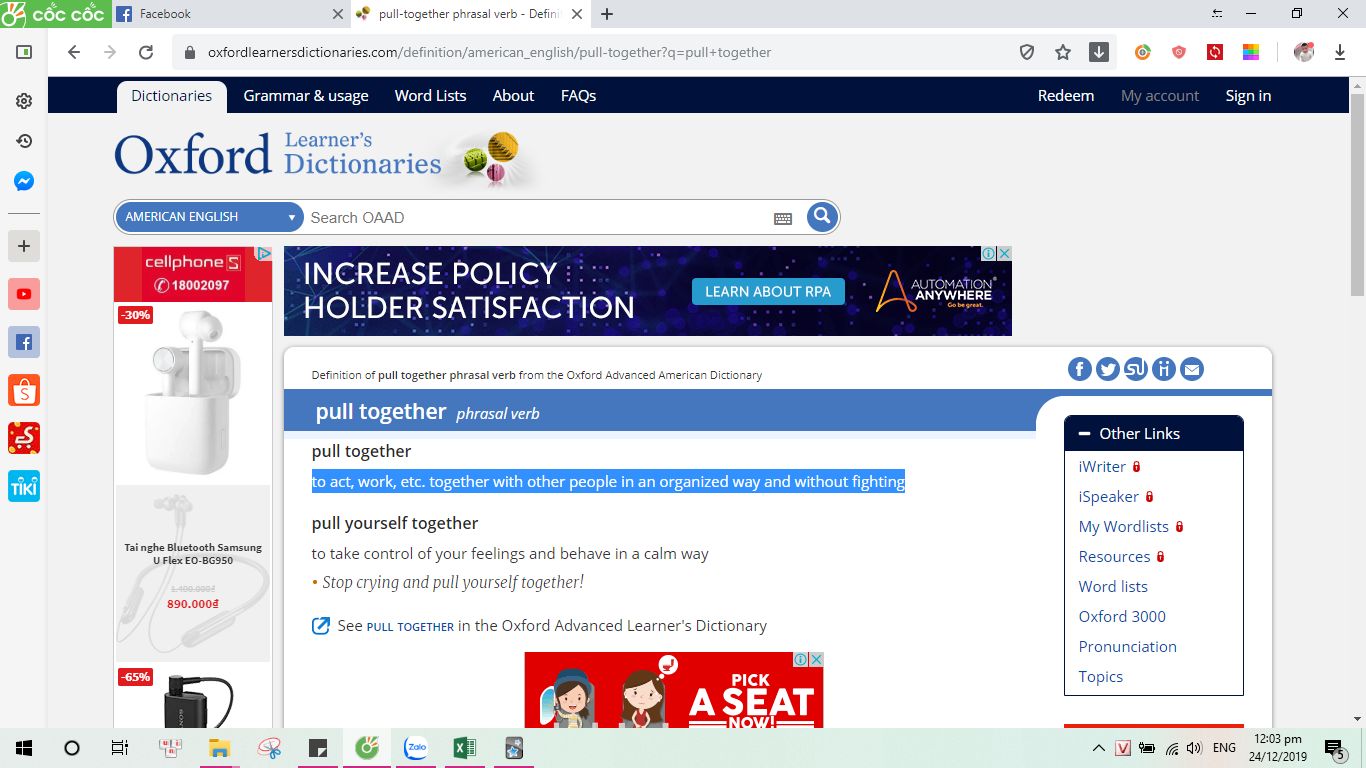 cốc cốc
Facebook
pull-together phrasal verb - Defini
oxfordlearnersdictionaries.com/definition/american_english/pull-together?q=pull+together
Dictionaries
Grammar & usage
Word Lists
About
FAQs
Redeem
My account
Sign in
Oxford Learner's Dictionaries
AMERICAN ENGLISH
Search OAAD
cellphoneS
18002097
-30%
INCREASE POLICY
HOLDER SATISFACTION
LEARN ABOUT RPA
AUTOMATION
ANYWHERE
Go be great.
Definition of pull together phrasal verb from the Oxford Advanced American Dictionary
pull together phrasal verb
pull together
to act, work, etc. together with other people in an organized way and without fighting
pull yourself together
to take control of your feelings and behave in a calm way
• Stop crying and pull yourself together!
See PULL TOGETHER in the Oxford Advanced Learner's Dictionary
Other Links
iWriter
iSpeaker
My Wordlists
Resources
Word lists
Oxford 3000
Pronunciation
Topics
Tai nghe Bluetooth Samsung
U Flex EO-BG950
890.000₫
-65%
SONY
PICK
A SEAT
NOW!
TIKI
Zalo
ENG
12:03 pm
24/12/2019
5